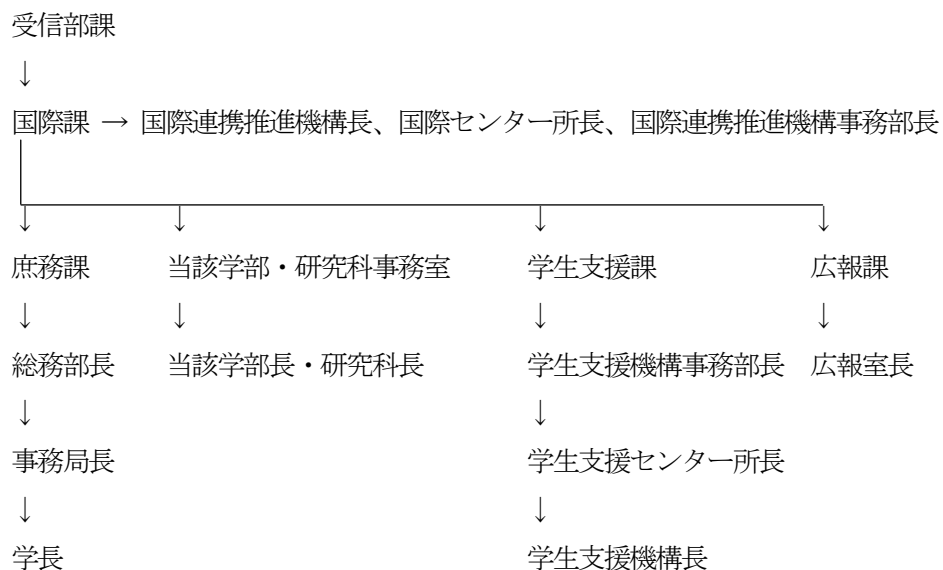 受信部課
↓
国際課 → 国際連携推進機構長、国際センター所長、国際連携推進機構事務部長
↓ ↓ ↓ ↓
庶務課 当該学部・研究科事務室 学生支援課 広報課
↓ ↓ ↓ ↓
総務部長 当該学部長・研究科長 学生支援機構事務部長 広報室長
↓ ↓
事務局長 学生支援センター所長
↓ ↓
学長 学生支援機構長